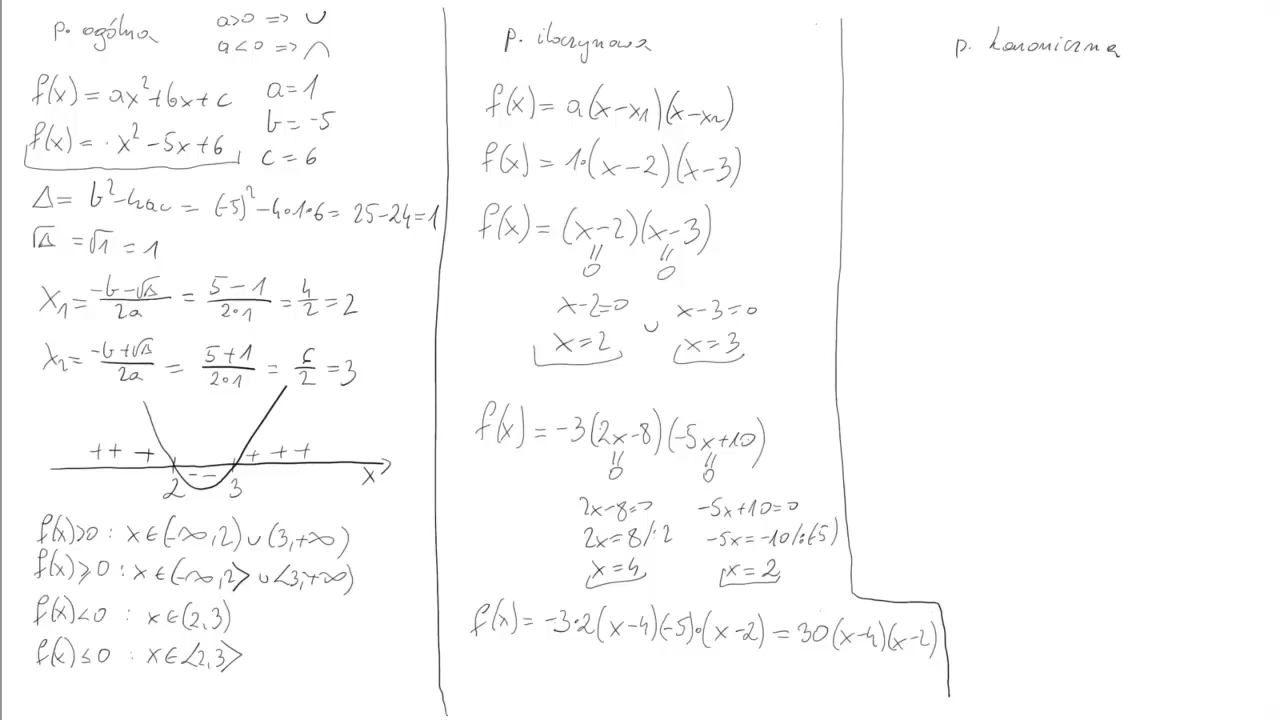 p. ogólna
a>0 => ∪
a<0 => ∩
f(x) = ax²+bx+c
a=1
f(x) = x² - 5x + 6
b = -5
c = 6
Δ = b²-4ac = (-5)² - 4·1·6 = 25-24=1
√Δ = √1 = 1
x₁ = (-b-√Δ)/2a = (5-1)/(2·1) = 4/2 = 2
x₂ = (-b+√Δ)/2a = (5+1)/(2·1) = 6/2 = 3
++ + + + +
- -
2 3 x
f(x)>0 : x∈(-∞,2)∪(3,+∞)
f(x)⩾0 : x∈(-∞,2>∪<3,+∞)
f(x)<0 : x∈(2,3)
f(x)≤0 : x∈<2,3>
p. iloczynowa
f(x) = a(x-x₁)(x-x₂)
f(x) = 1·(x-2)(x-3)
f(x) = (x-2)(x-3)
= =
0 0
x-2=0 ∪ x-3=0
x=2 x=3
f(x) = -3(2x-8)(-5x+10)
= =
0 0
2x-8=0 -5x+10=0
2x=8/:2 -5x=-10/:(-5)
x=4 x=2
f(x) = -3·2(x-4)(-5)·(x-2) = 30(x-4)(x-2)
p. kanoniczna